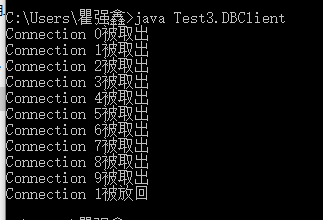 C:\Users\瞿强鑫>java Test3.DBClient
Connection 0被取出
Connection 1被取出
Connection 2被取出
Connection 3被取出
Connection 4被取出
Connection 5被取出
Connection 6被取出
Connection 7被取出
Connection 8被取出
Connection 9被取出
Connection 1被放回